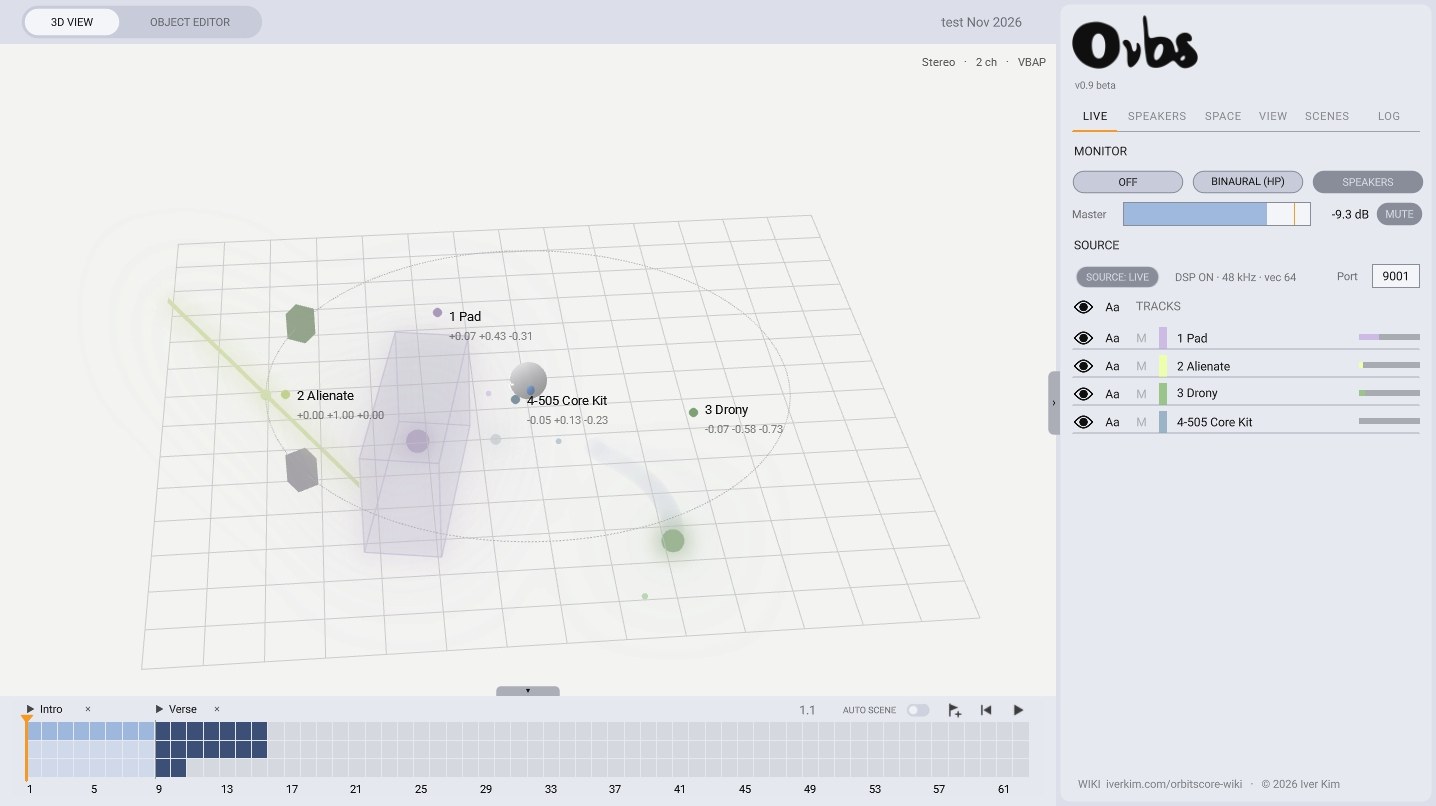 3D VIEW
OBJECT EDITOR
test Nov 2026
Stereo · 2 ch · VBAP
1 Pad
+0.07 +0.43 -0.31
2 Alienate
+0.00 +1.00 +0.00
4-505 Core Kit
-0.05 +0.13 -0.23
3 Drony
-0.07 -0.58 -0.73
Intro ×
Verse ×
1.1
AUTO SCENE
1 5 9 13 17 21 25 29 33 37 41 45 49 53 57 61
Orbs
v0.9 beta
LIVE SPEAKERS SPACE VIEW SCENES LOG
MONITOR
OFF BINAURAL (HP) SPEAKERS
Master -9.3 dB MUTE
SOURCE
SOURCE: LIVE DSP ON · 48 kHz · vec 64 Port 9001
Aa TRACKS
Aa M 1 Pad
Aa M 2 Alienate
Aa M 3 Drony
Aa M 4-505 Core Kit
WIKI iverkim.com/orbitscore-wiki · © 2026 Iver Kim